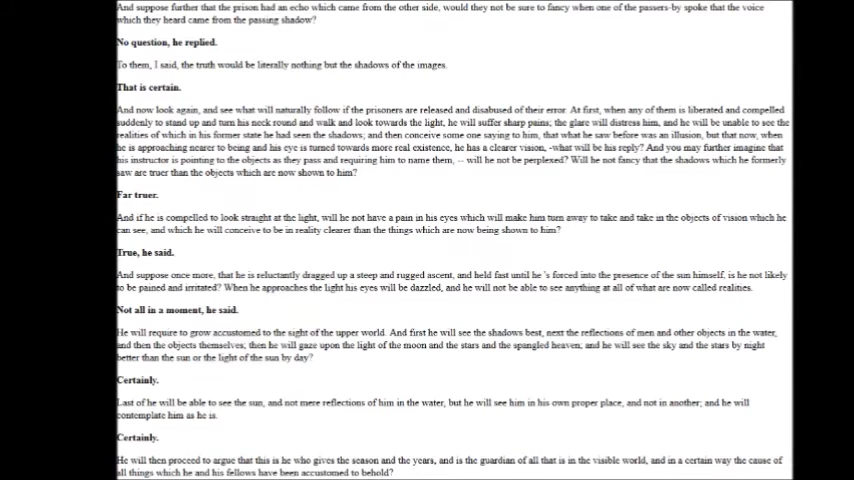 And suppose further that the prison had an echo which came from the other side, would they not be sure to fancy when one of the passers-by spoke that the voice
which they heard came from the passing shadow?
No question, he replied.
To them, I said, the truth would be literally nothing but the shadows of the images.
That is certain.
And now look again, and see what will naturally follow if the prisoners are released and disabused of their error. At first, when any of them is liberated and compelled
suddenly to stand up and turn his neck round and walk and look towards the light, he will suffer sharp pains; the glare will distress him, and he will be unable to see the
realities of which in his former state he had seen the shadows; and then conceive some one saying to him, that what he saw before was an illusion, but that now, when
he is approaching nearer to being and his eye is turned towards more real existence, he has a clearer vision, -what will be his reply? And you may further imagine that
his instructor is pointing to the objects as they pass and requiring him to name them, -- will he not be perplexed? Will he not fancy that the shadows which he formerly
saw are truer than the objects which are now shown to him?
Far truer.
And if he is compelled to look straight at the light, will he not have a pain in his eyes which will make him turn away to take and take in the objects of vision which he
can see, and which he will conceive to be in reality clearer than the things which are now being shown to him?
True, he said.
And suppose once more, that he is reluctantly dragged up a steep and rugged ascent, and held fast until he 's forced into the presence of the sun himself, is he not likely
to be pained and irritated? When he approaches the light his eyes will be dazzled, and he will not be able to see anything at all of what are now called realities.
Not all in a moment, he said.
He will require to grow accustomed to the sight of the upper world. And first he will see the shadows best, next the reflections of men and other objects in the water,
and then the objects themselves; then he will gaze upon the light of the moon and the stars and the spangled heaven; and he will see the sky and the stars by night
better than the sun or the light of the sun by day?
Certainly.
Last of he will be able to see the sun, and not mere reflections of him in the water, but he will see him in his own proper place, and not in another; and he will
contemplate him as he is.
Certainly.
He will then proceed to argue that this is he who gives the season and the years, and is the guardian of all that is in the visible world, and in a certain way the cause of
all things which he and his fellows have been accustomed to behold?